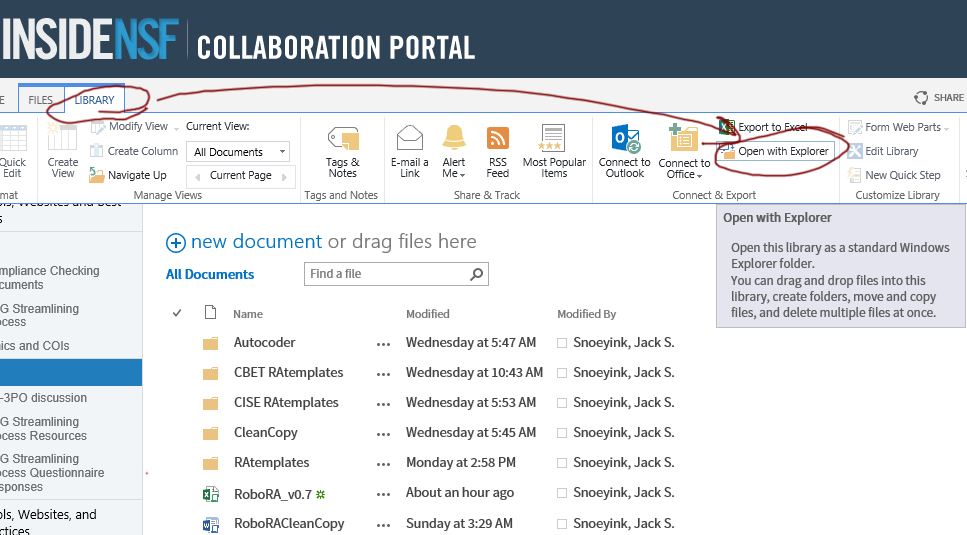 INSIDENSF COLLABORATION PORTAL
FILES LIBRARY SHARE
Quick Edit
Create View
Modify View
Create Column
Navigate Up
Current View:
All Documents
Current Page
Tags & Notes
E-mail a Link
Alert Me
RSS Feed
Most Popular Items
Connect to Outlook
Connect to Office
Export to Excel
Open with Explorer
Form Web Parts
Edit Library
New Quick Step
Manage Views Tags and Notes Share & Track Connect & Export Customize Library
Open with Explorer
Open this library as a standard Windows
Explorer folder.
You can drag and drop files into this
library, create folders, move and copy
files, and delete multiple files at once.
ls, Websites and Best
mpliance Checking
cuments
G Streamlining
ocess
nics and COIs
-3PO discussion
G Streamlining
ocess Resources
G Streamlining
ocess Questionnaire
sponses
ols, Websites, and
ctices
new document or drag files here
All Documents Find a file
Name Modified Modified By
Autocoder ... Wednesday at 5:47 AM Snoeyink, Jack S.
CBET RAtemplates ... Wednesday at 10:43 AM Snoeyink, Jack S.
CISE RAtemplates ... Wednesday at 5:53 AM Snoeyink, Jack S.
CleanCopy ... Wednesday at 5:45 AM Snoeyink, Jack S.
RAtemplates ... Monday at 2:58 PM Snoeyink, Jack S.
RoboRA_v0.7 ... About an hour ago Snoeyink, Jack S.
RoboRACleanCopy ... Sunday at 3:29 AM Snoeyink, Jack S.